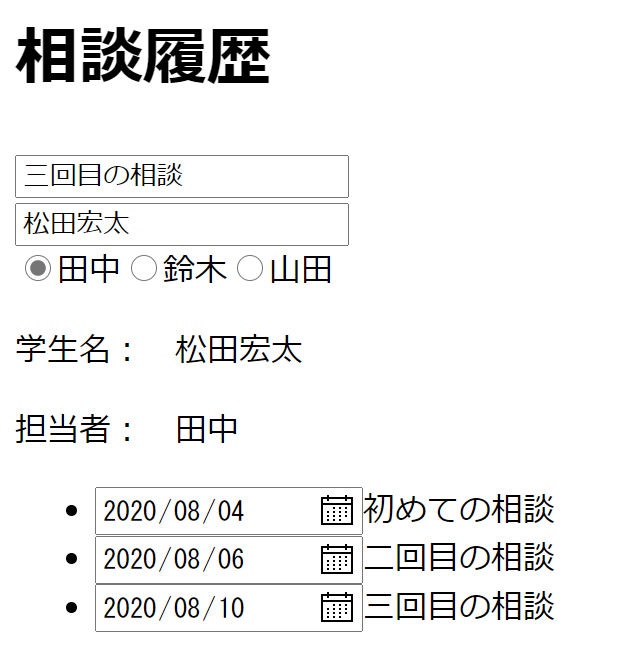 相談履歴
三回目の相談
松田宏太
田中 鈴木 山田
学生名： 松田宏太
担当者： 田中
2020/08/04 初めての相談
2020/08/06 二回目の相談
2020/08/10 三回目の相談